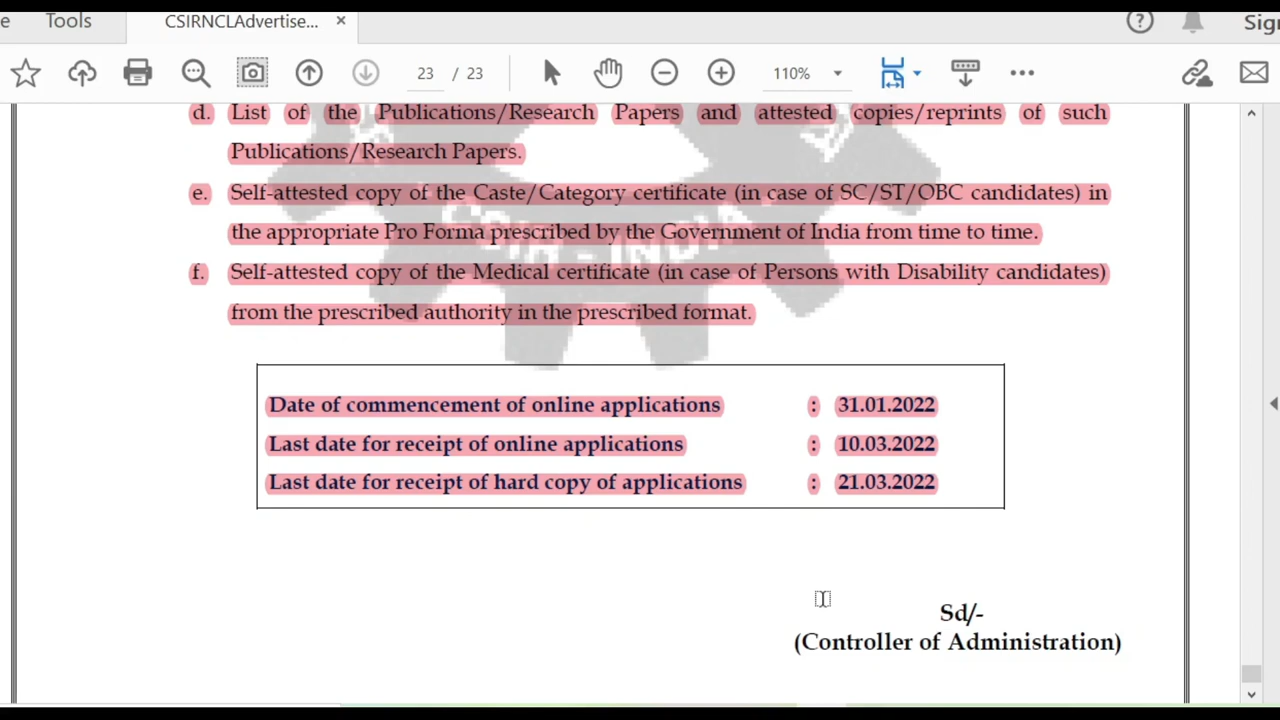 e Tools CSIRNCLAdvertise... ×
23 / 23 110%
d. List of the Publications/Research Papers and attested copies/reprints of such
Publications/Research Papers.
e. Self-attested copy of the Caste/Category certificate (in case of SC/ST/OBC candidates) in
the appropriate Pro Forma prescribed by the Government of India from time to time.
f. Self-attested copy of the Medical certificate (in case of Persons with Disability candidates)
from the prescribed authority in the prescribed format.
CSIR - INDIA
Date of commencement of online applications : 31.01.2022
Last date for receipt of online applications : 10.03.2022
Last date for receipt of hard copy of applications : 21.03.2022
Sd/-
(Controller of Administration)